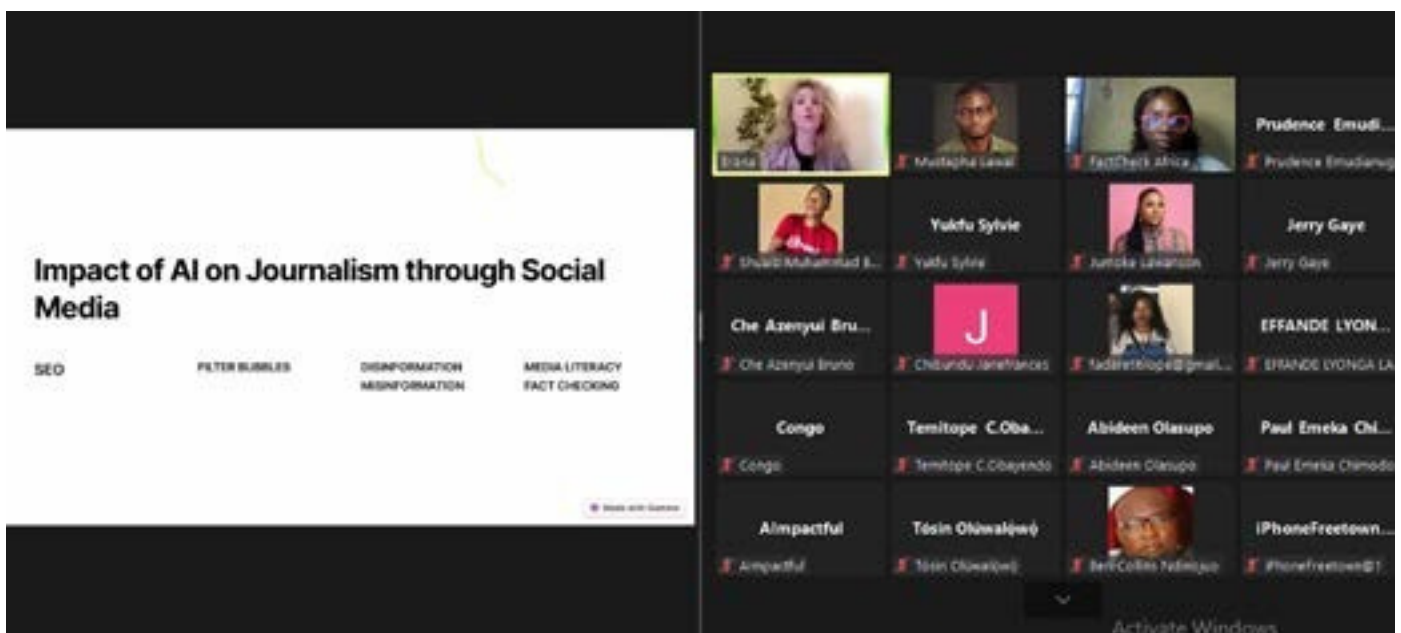 Impact of AI on Journalism through Social
Media
SEO
FILTER BUBBLES
DISINFORMATION
MISINFORMATION
MEDIA LITERACY
FACT CHECKING
Made with Gamma
Mustapha Lawal
FactCheck Africa
Prudence Emudi...
Prudence Emudianug
Shuaib Muhammad B...
Yukfu Sylvie
Yukfu Sylvie
Jumoke Lawanson
Jerry Gaye
Jerry Gaye
Che Azenyui Bru...
Che Azenyui Bruno
J
Chibundu Janefrances
EFFANDE LYON...
EFFANDE LYONGA LA
Congo
Congo
Temitope C.Oba...
Temitope C.Obayendo
Abideen Olasupo
Abideen Olasupo
Paul Emeka Chi...
Paul Emeka Chimodo
AImpactful
AImpactful
Tósin Olúwalọ́wọ́
Tósin Olúwalọ́wọ́
iPhoneFreetown...
Activate Windows